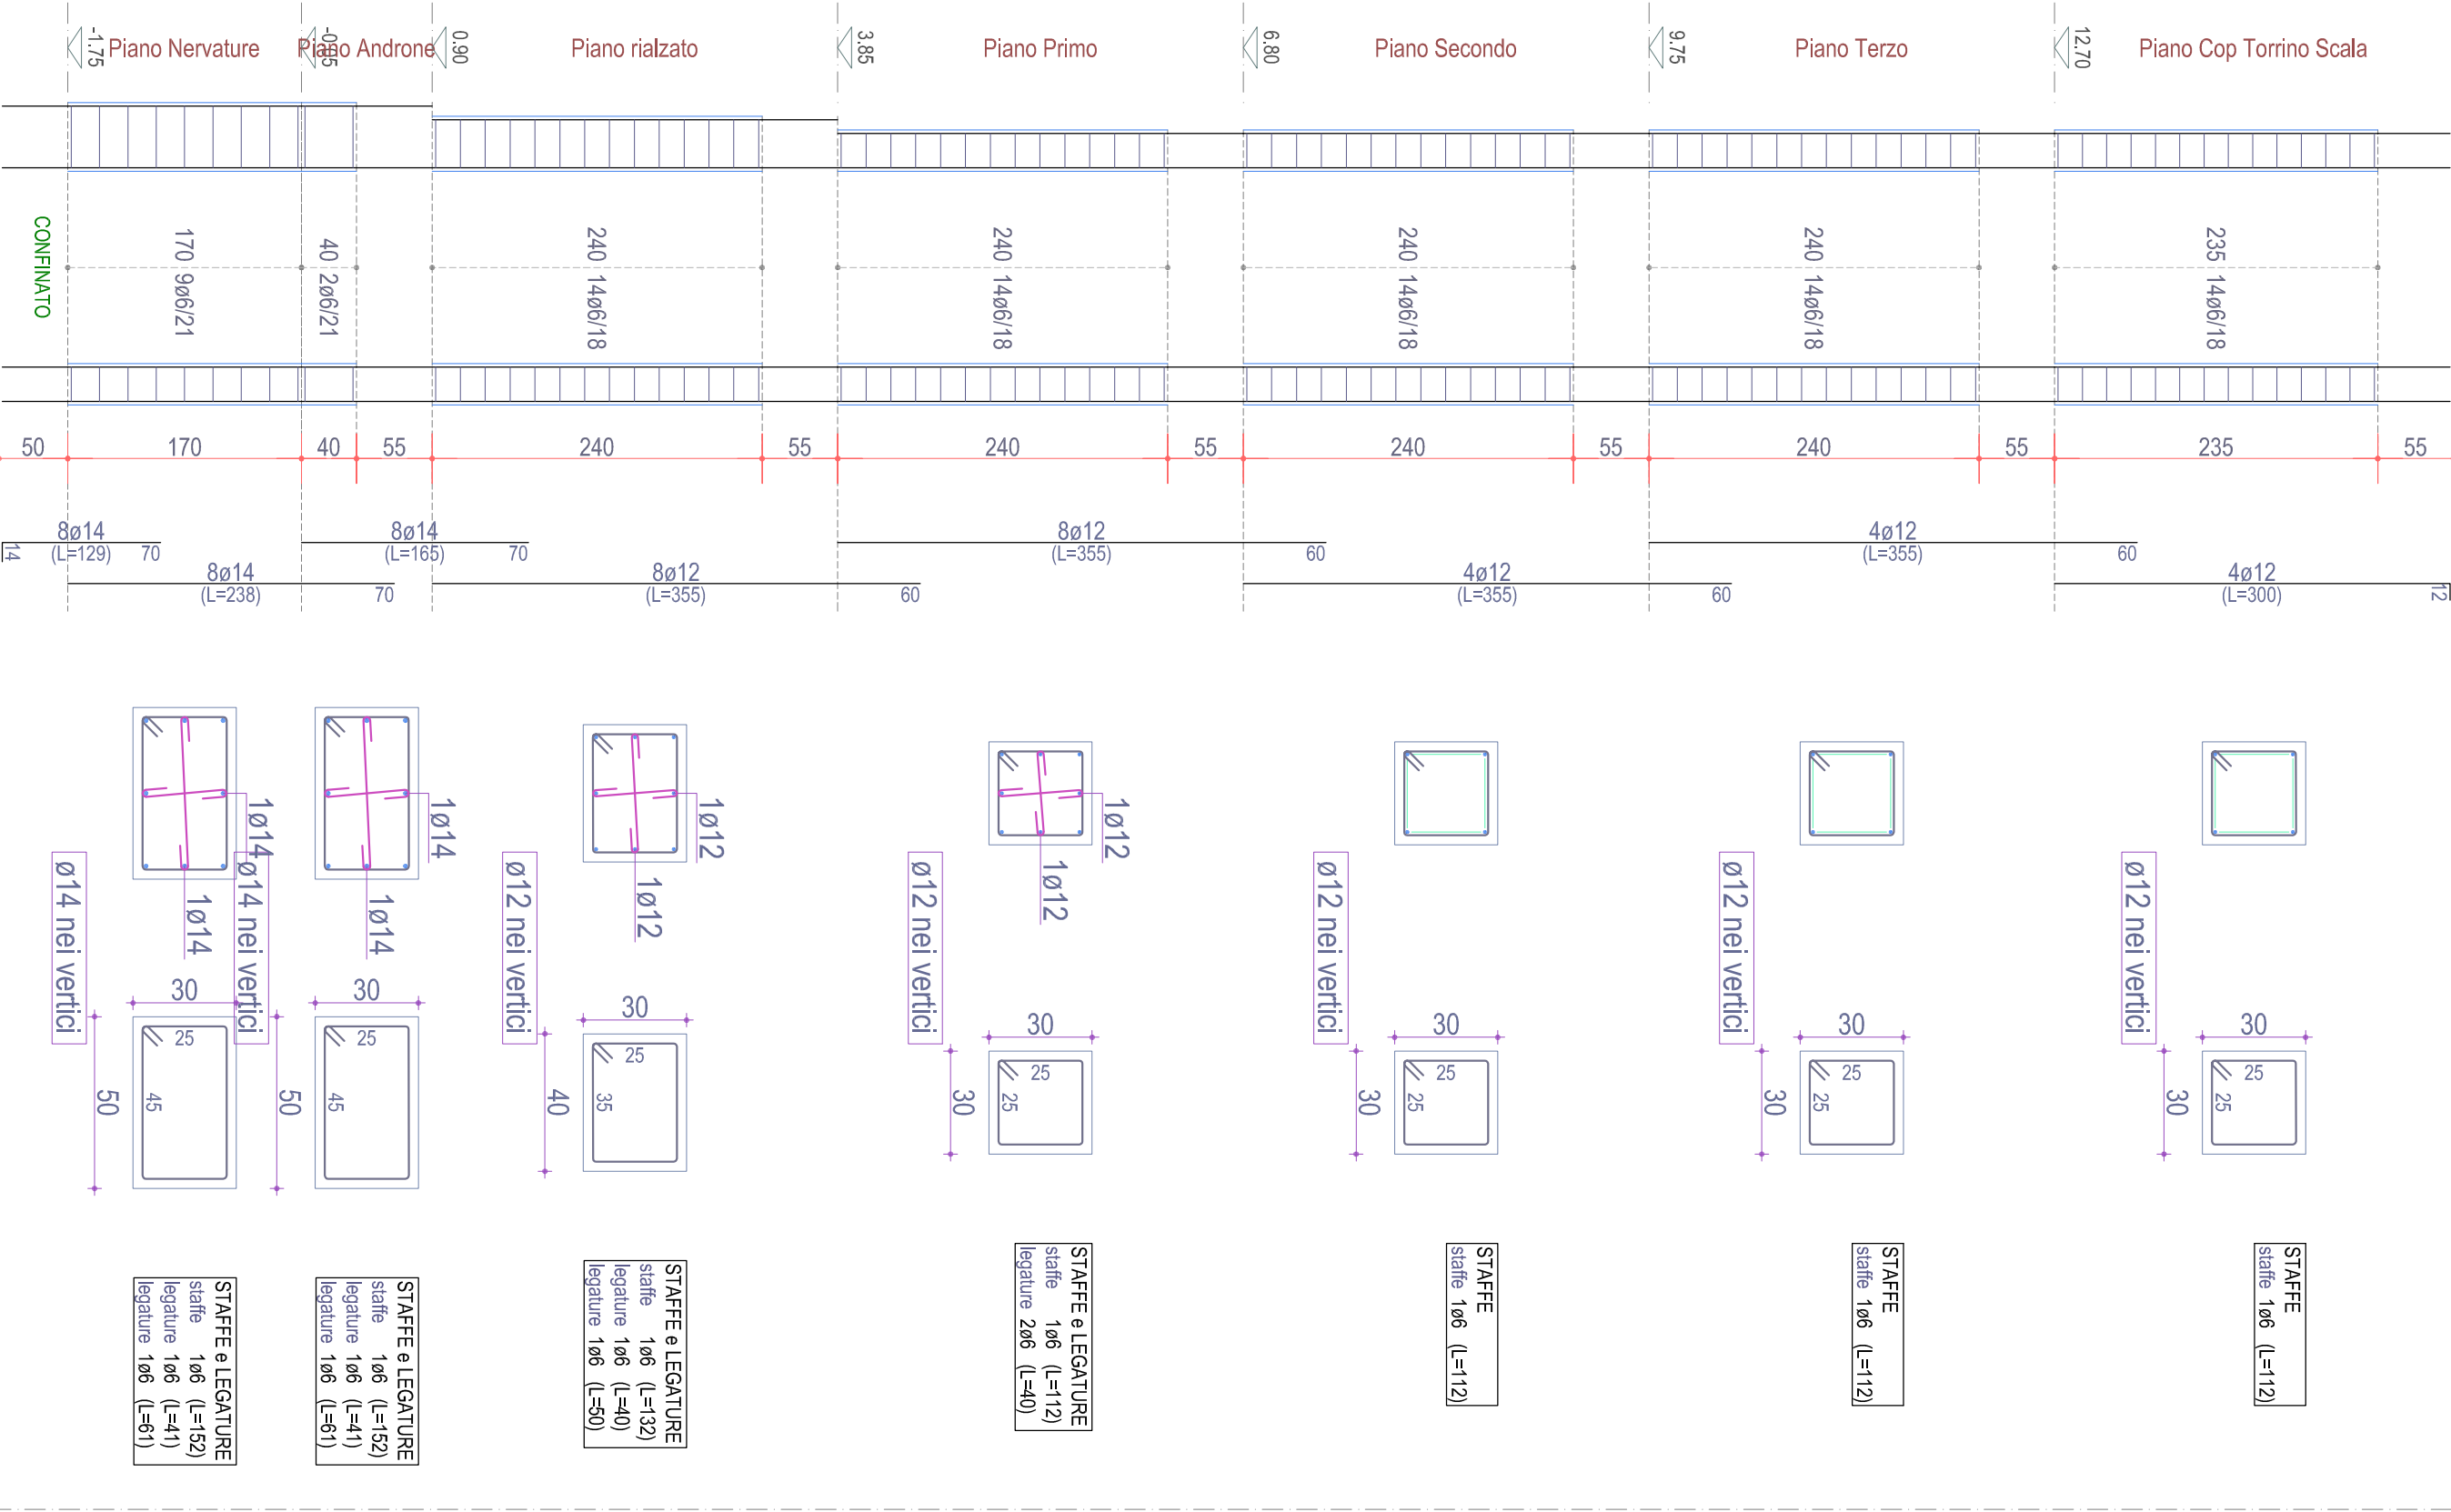 Piano Nervature
Piano Androne
Piano rialzato
Piano Primo
Piano Secondo
Piano Terzo
Piano Cop Torrino Scala
-1.75
0.90
3.85
6.80
9.75
12.70
CONFINATO
170 9ø6/21
40 2ø6/21
240 14ø6/18
240 14ø6/18
240 14ø6/18
240 14ø6/18
235 14ø6/18
50 170 40 55 240 55 240 55 240 55 240 55 235 55
8ø14
(L=129) 70
14
8ø14
(L=165) 70
8ø12
(L=355) 60
4ø12
(L=355) 60
8ø14
(L=238) 70
8ø12
(L=355) 60
4ø12
(L=355) 60
4ø12
(L=300)
12
1ø14
1ø14
ø14 nei vertici
1ø14
1ø14
ø14 nei vertici
1ø12
1ø12
ø12 nei vertici
1ø12
1ø12
ø12 nei vertici
ø12 nei vertici
ø12 nei vertici
ø12 nei vertici
30
25
45
50
30
25
45
50
30
25
35
40
30
25
25
30
30
25
25
30
30
25
25
30
30
25
25
30
STAFFE e LEGATURE
staffe 1ø6 (L=152)
legature 1ø6 (L=41)
legature 1ø6 (L=61)
STAFFE e LEGATURE
staffe 1ø6 (L=152)
legature 1ø6 (L=41)
legature 1ø6 (L=61)
STAFFE e LEGATURE
staffe 1ø6 (L=132)
legature 1ø6 (L=40)
legature 1ø6 (L=50)
STAFFE e LEGATURE
staffe 1ø6 (L=112)
legature 2ø6 (L=40)
STAFFE
staffe 1ø6 (L=112)
STAFFE
staffe 1ø6 (L=112)
STAFFE
staffe 1ø6 (L=112)